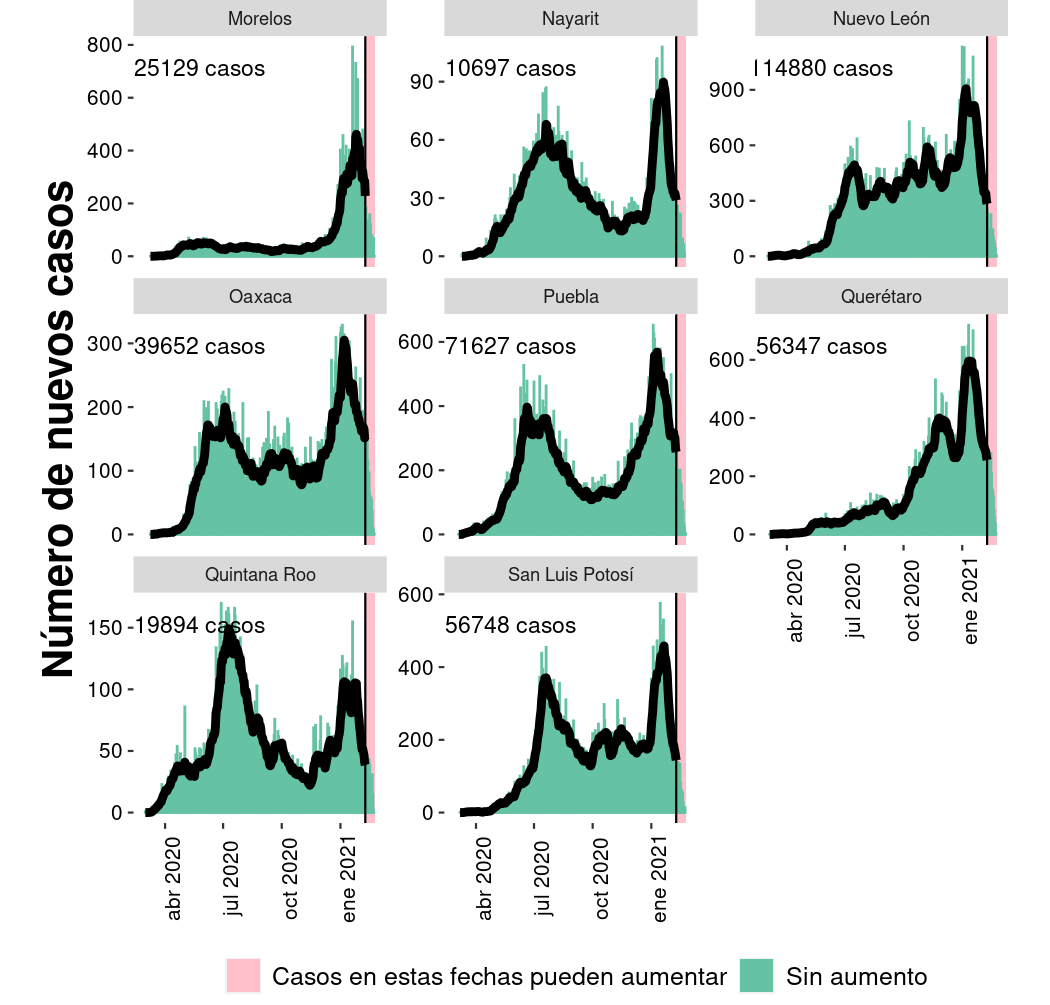 Número de nuevos casos
Morelos
25129 casos
800
600
400
200
0
Nayarit
10697 casos
90
60
30
0
Nuevo León
114880 casos
900
600
300
0
Oaxaca
39652 casos
300
200
100
0
Puebla
71627 casos
600
400
200
0
Querétaro
56347 casos
600
400
200
0
abr 2020
jul 2020
oct 2020
ene 2021
Quintana Roo
19894 casos
150
100
50
0
abr 2020
jul 2020
oct 2020
ene 2021
San Luis Potosí
56748 casos
600
400
200
0
abr 2020
jul 2020
oct 2020
ene 2021
Casos en estas fechas pueden aumentar
Sin aumento